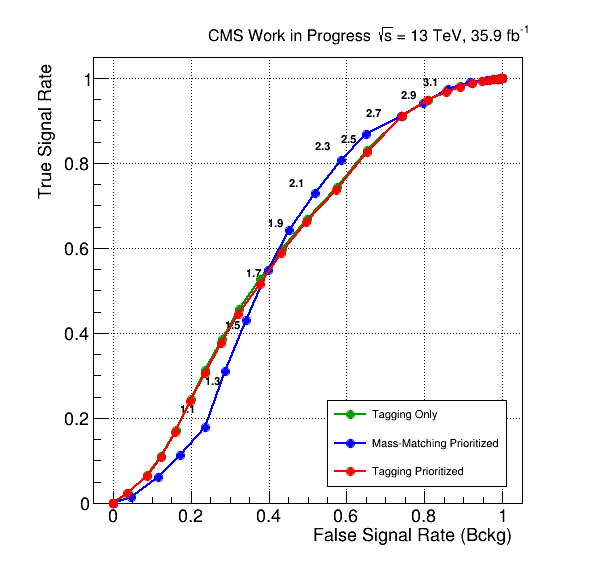 CMS Work in Progress √s = 13 TeV, 35.9 fb⁻¹
True Signal Rate
1
0.8
0.6
0.4
0.2
0
3.1
2.9
2.7
2.5
2.3
2.1
1.9
1.7
1.5
1.3
1.1
Tagging Only
Mass-Matching Prioritized
Tagging Prioritized
0 0.2 0.4 0.6 0.8 1
False Signal Rate (Bckg)